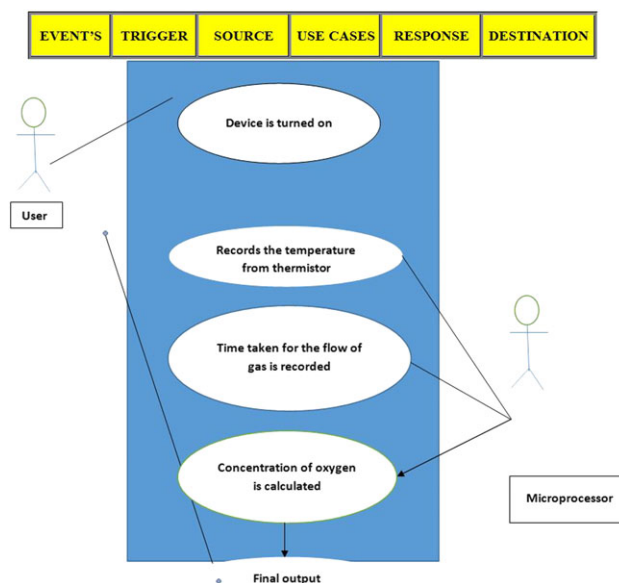 EVENT'S TRIGGER SOURCE USE CASES RESPONSE DESTINATION
Device is turned on
User
Records the temperature
from thermistor
Time taken for the flow of
gas is recorded
Concentration of oxygen
is calculated
Microprocessor
Final output